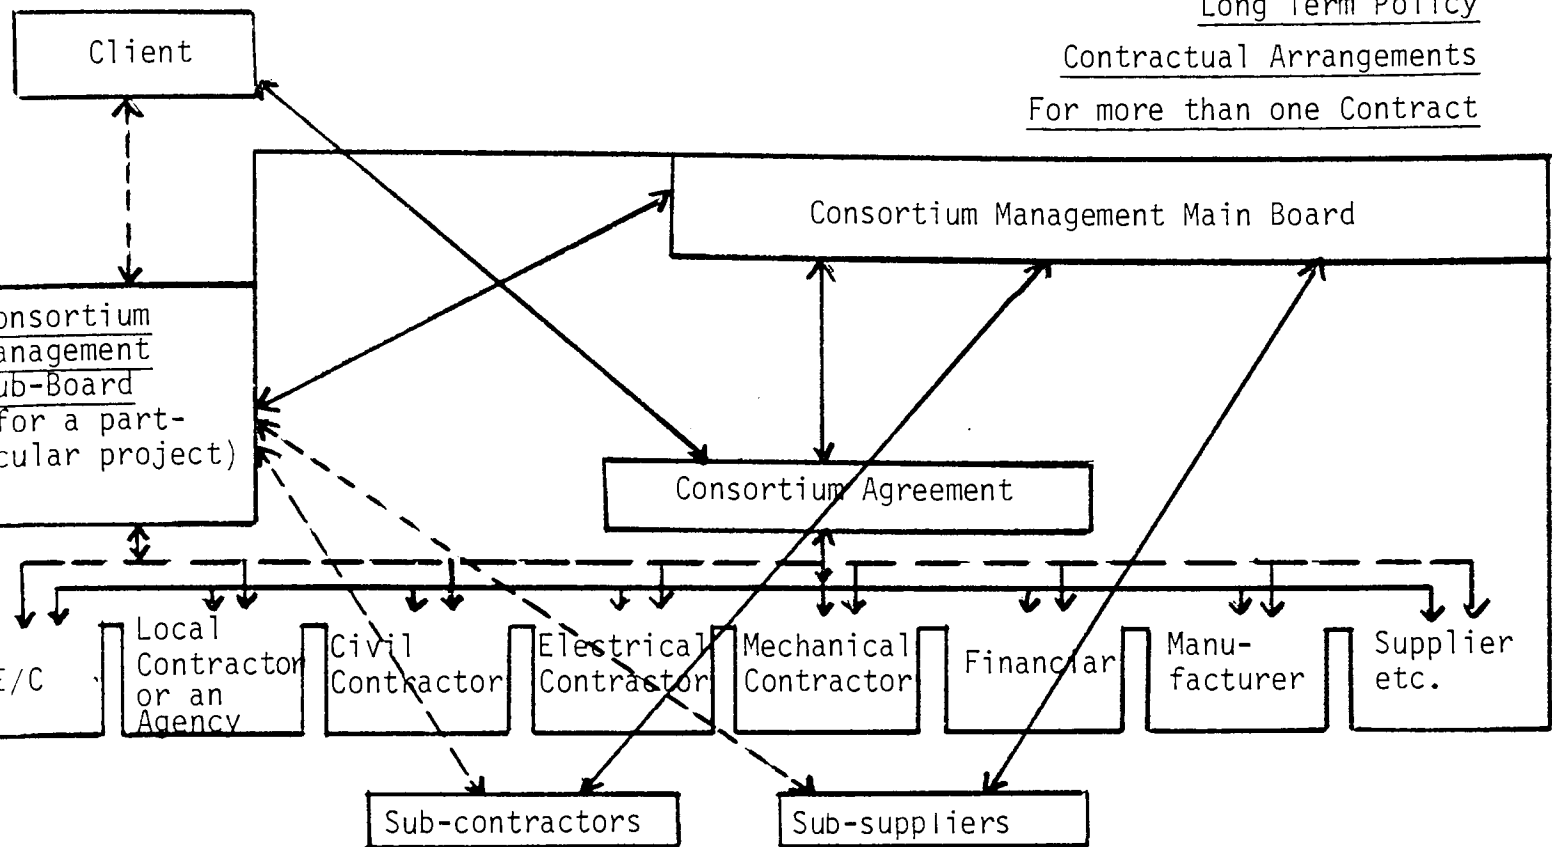 Long Term Policy
Contractual Arrangements
For more than one Contract
Client
Consortium Management Main Board
onsortium
anagement
ub-Board
for a part-
cular project)
Consortium Agreement
E/C
Local
Contractor
or an
Agency
Civil
Contractor
Electrical
Contractor
Mechanical
Contractor
Financiar
Manu-
facturer
Supplier
etc.
Sub-contractors
Sub-suppliers